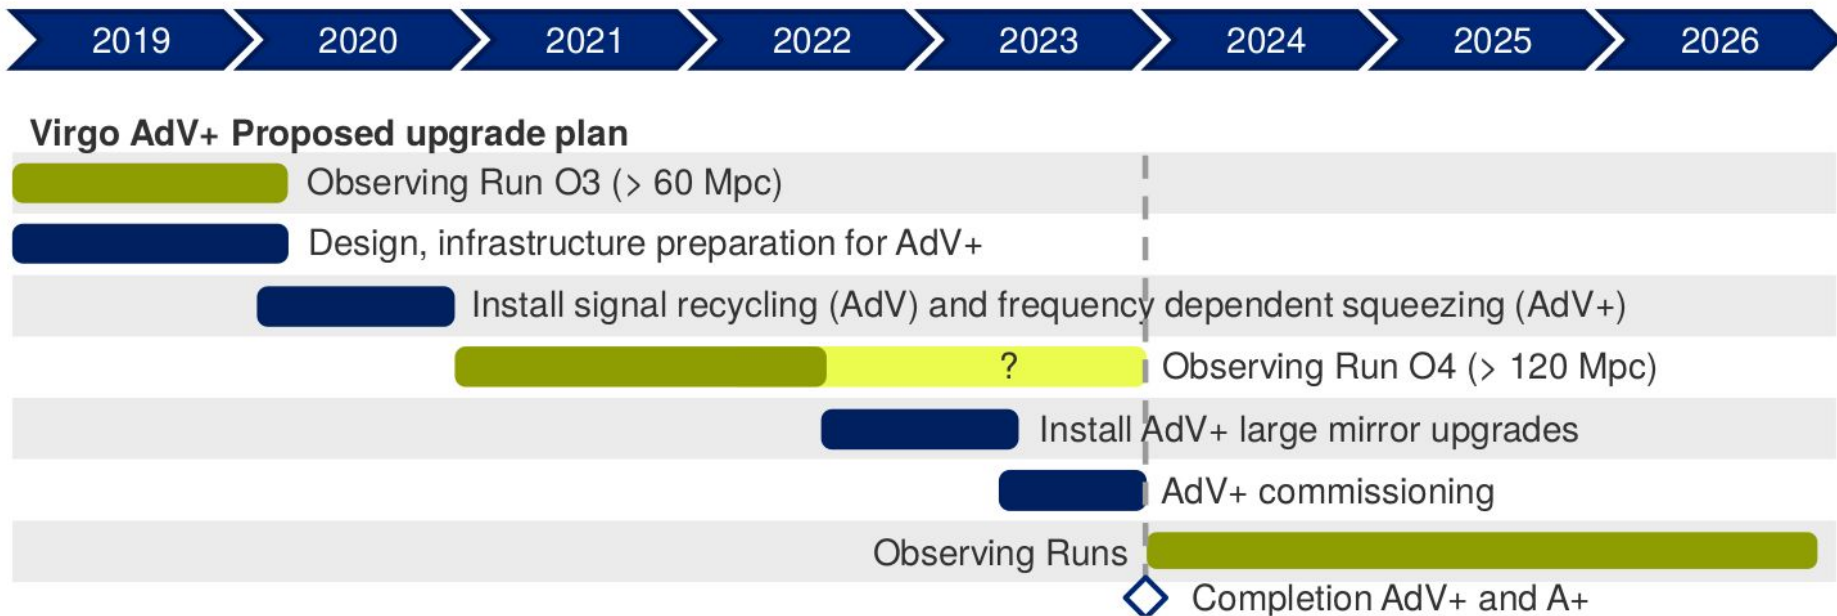 2019 2020 2021 2022 2023 2024 2025 2026
Virgo AdV+ Proposed upgrade plan
Observing Run O3 (> 60 Mpc)
Design, infrastructure preparation for AdV+
Install signal recycling (AdV) and frequency dependent squeezing (AdV+)
? Observing Run O4 (> 120 Mpc)
Install AdV+ large mirror upgrades
AdV+ commissioning
Observing Runs
Completion AdV+ and A+